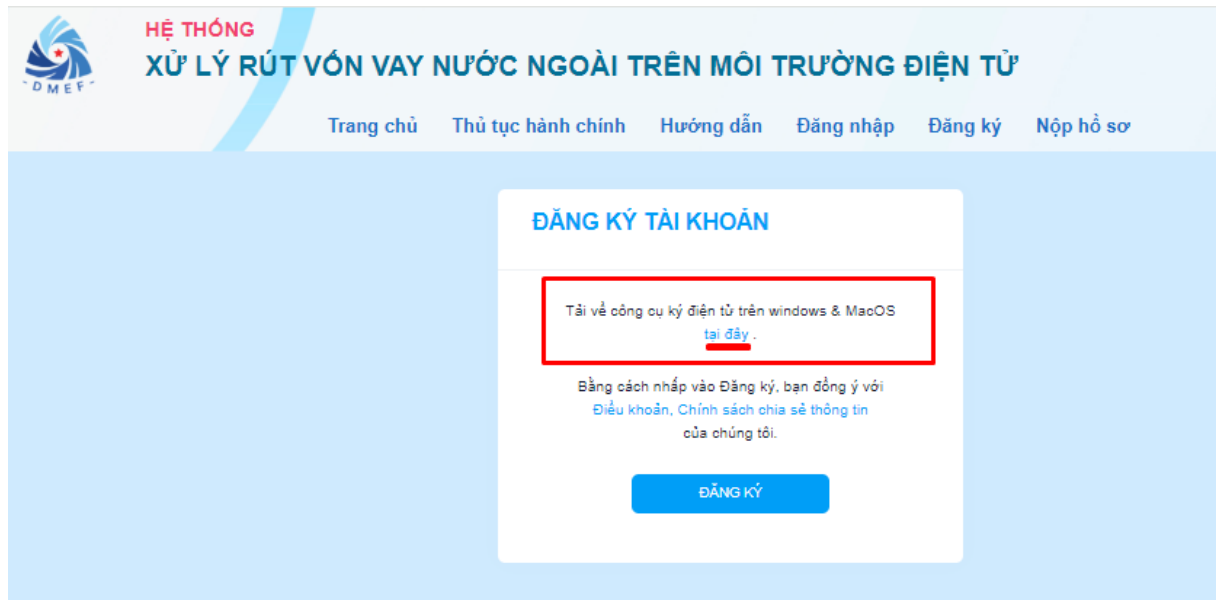 HỆ THỐNG
XỬ LÝ RÚT VỐN VAY NƯỚC NGOÀI TRÊN MÔI TRƯỜNG ĐIỆN TỬ
-DMEF-
Trang chủ Thủ tục hành chính Hướng dẫn Đăng nhập Đăng ký Nộp hồ sơ
ĐĂNG KÝ TÀI KHOẢN
Tải về công cụ ký điện tử trên windows & MacOS
tại đây .
Bằng cách nhấp vào Đăng ký, bạn đồng ý với
Điều khoản, Chính sách chia sẻ thông tin
của chúng tôi.
ĐĂNG KÝ